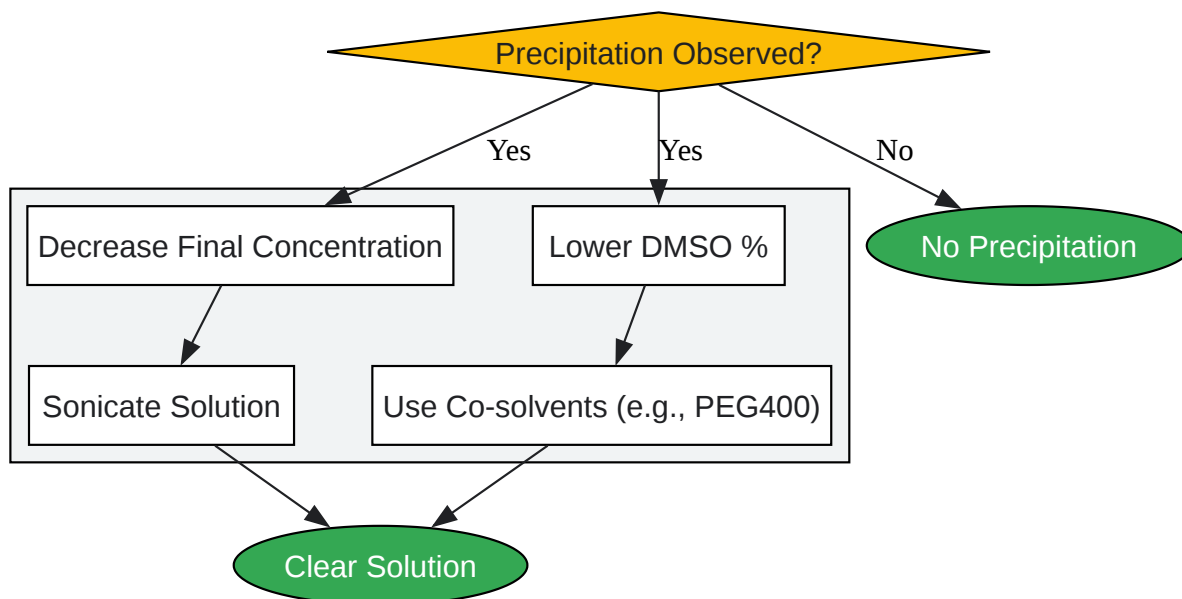 Precipitation Observed?
Yes
Yes
No
Decrease Final Concentration
Lower DMSO %
No Precipitation
Sonicate Solution
Use Co-solvents (e.g., PEG400)
Clear Solution